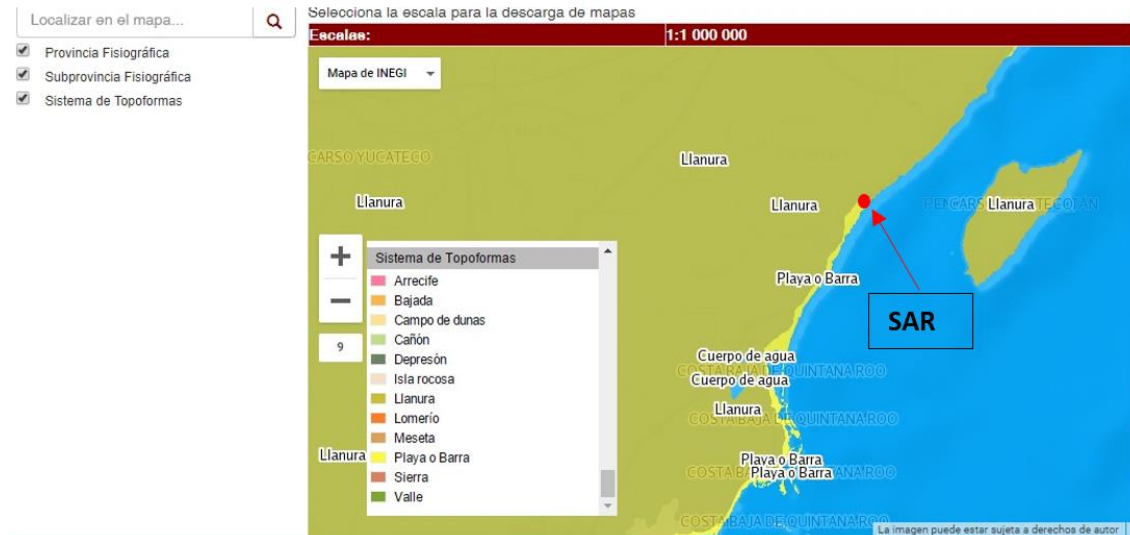 Selecciona la escala para la descarga de mapas
Localizar en el mapa...
Escalas: 1:1 000 000
Provincia Fisiográfica
Subprovincia Fisiográfica
Sistema de Topoformas
Mapa de INEGI
CARSO YUCATECO
Llanura
Llanura
Llanura
Llanura
Playa o Barra
SAR
+
−
9
Sistema de Topoformas
Arrecife
Bajada
Campo de dunas
Cañón
Depresón
Isla rocosa
Llanura
Lomerío
Meseta
Playa o Barra
Sierra
Valle
Cuerpo de agua
COSTA BAJA DE QUINTANA ROO
Cuerpo de agua
Llanura
COSTA BAJA DE QUINTANA ROO
Llanura
Playa o Barra
Playa o Barra
COSTA BAJA DE QUINTANA ROO
La imagen puede estar sujeta a derechos de autor